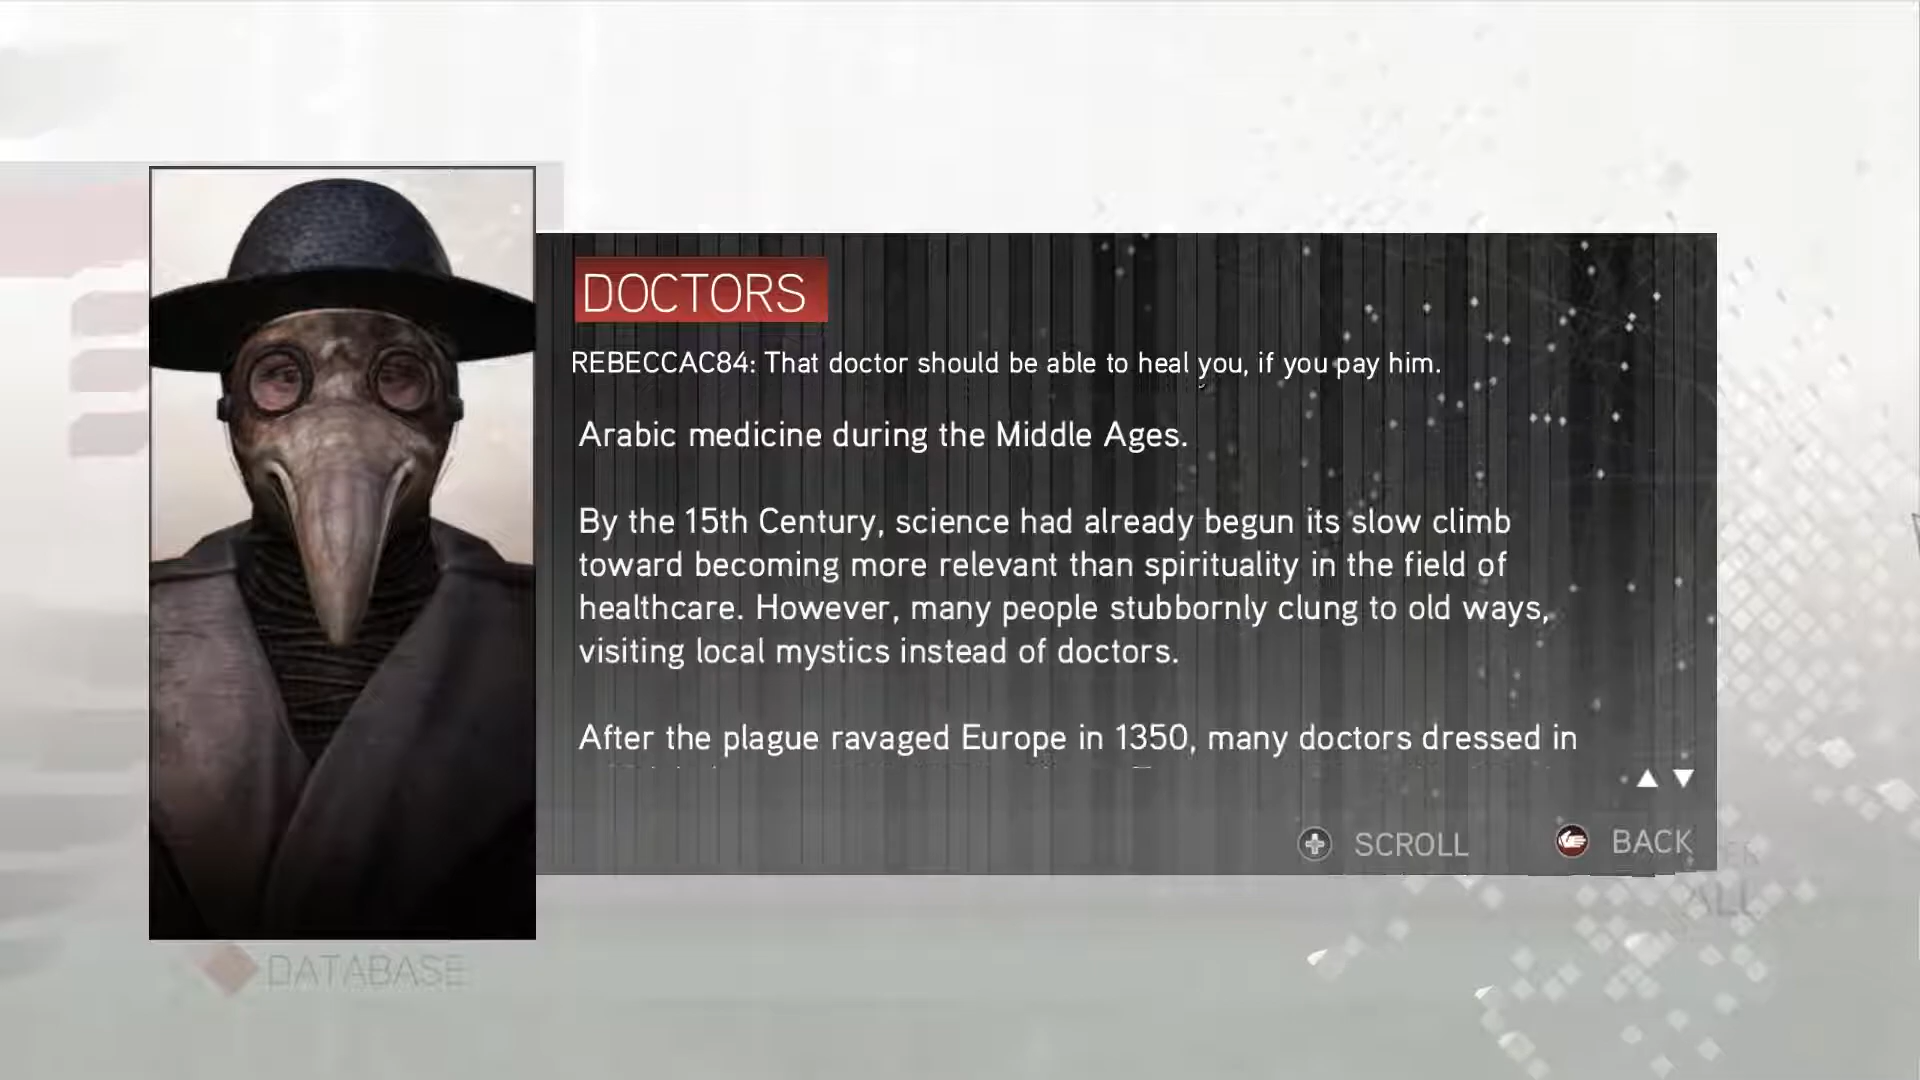 DOCTORS
REBECCAC84: That doctor should be able to heal you, if you pay him.
Arabic medicine during the Middle Ages.
By the 15th Century, science had already begun its slow climb
toward becoming more relevant than spirituality in the field of
healthcare. However, many people stubbornly clung to old ways,
visiting local mystics instead of doctors.
After the plague ravaged Europe in 1350, many doctors dressed in
SCROLL
BACK
ALL
DATABASE